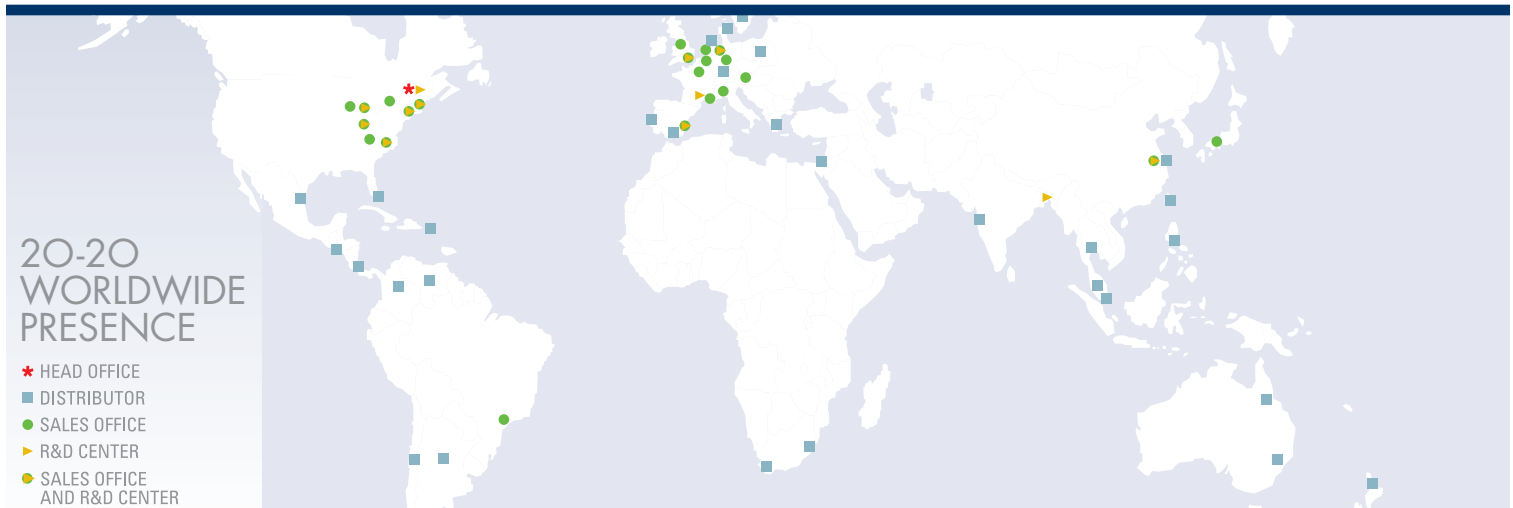 20-20
WORLDWIDE
PRESENCE
* HEAD OFFICE
DISTRIBUTOR
SALES OFFICE
R&D CENTER
SALES OFFICE
AND R&D CENTER